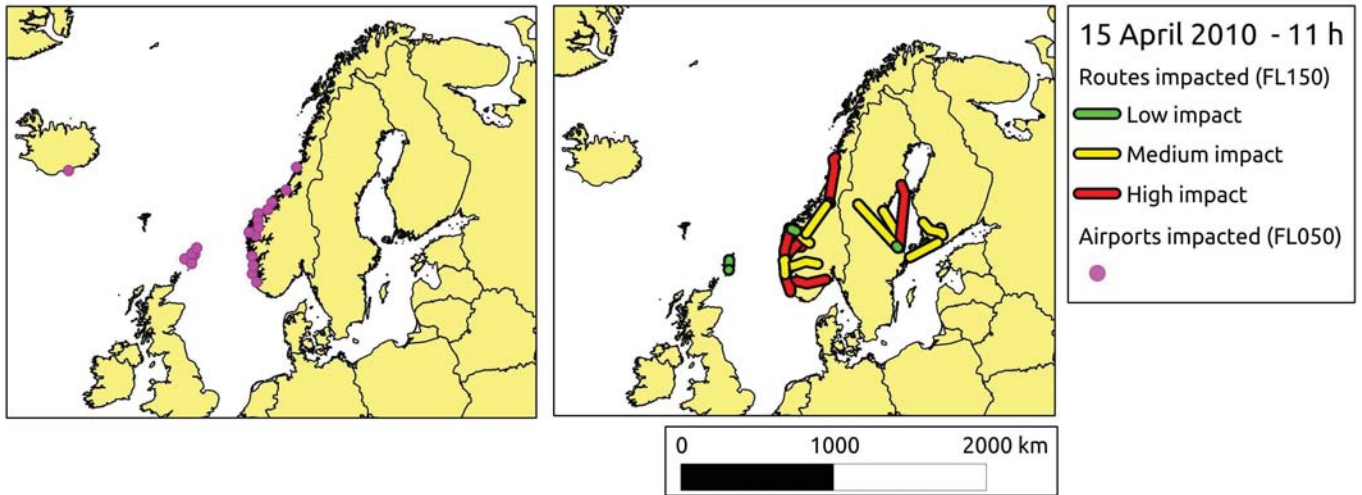 15 April 2010 - 11 h
Routes impacted (FL150)
Low impact
Medium impact
High impact
Airports impacted (FL050)
0 1000 2000 km